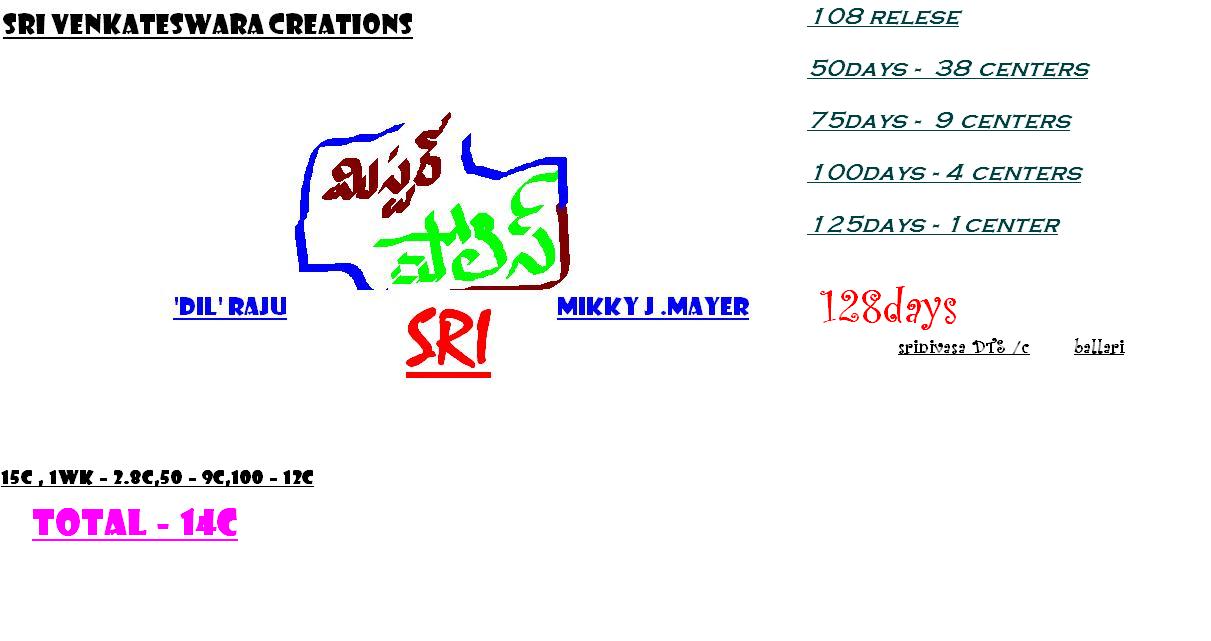 SRI VENKATESWARA CREATIONS
మిస్టర్
పోలీస్
'DIL' RAJU
MIKKY J .MAYER
SRI
15C , 1WK - 2.8C,50 - 9C,100 - 12C
TOTAL - 14C
108 RELESE
50DAYS - 38 CENTERS
75DAYS - 9 CENTERS
100DAYS - 4 CENTERS
125DAYS - 1CENTER
128days
srinivasa DTS /c ballari